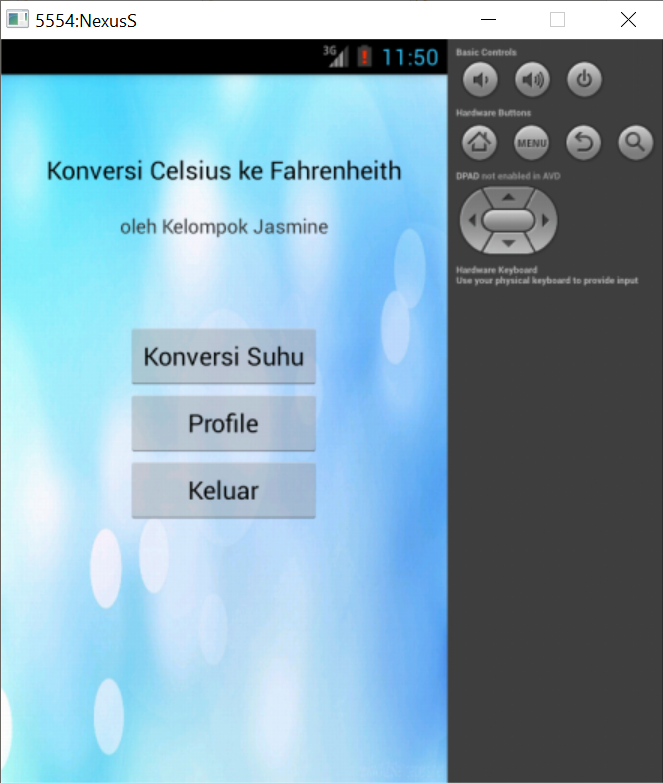 5554:NexusS
3G 11:50
Konversi Celsius ke Fahrenheith
oleh Kelompok Jasmine
Konversi Suhu
Profile
Keluar
Basic Controls
Hardware Buttons
MENU
DPAD not enabled in AVD
Hardware Keyboard
Use your physical keyboard to provide input